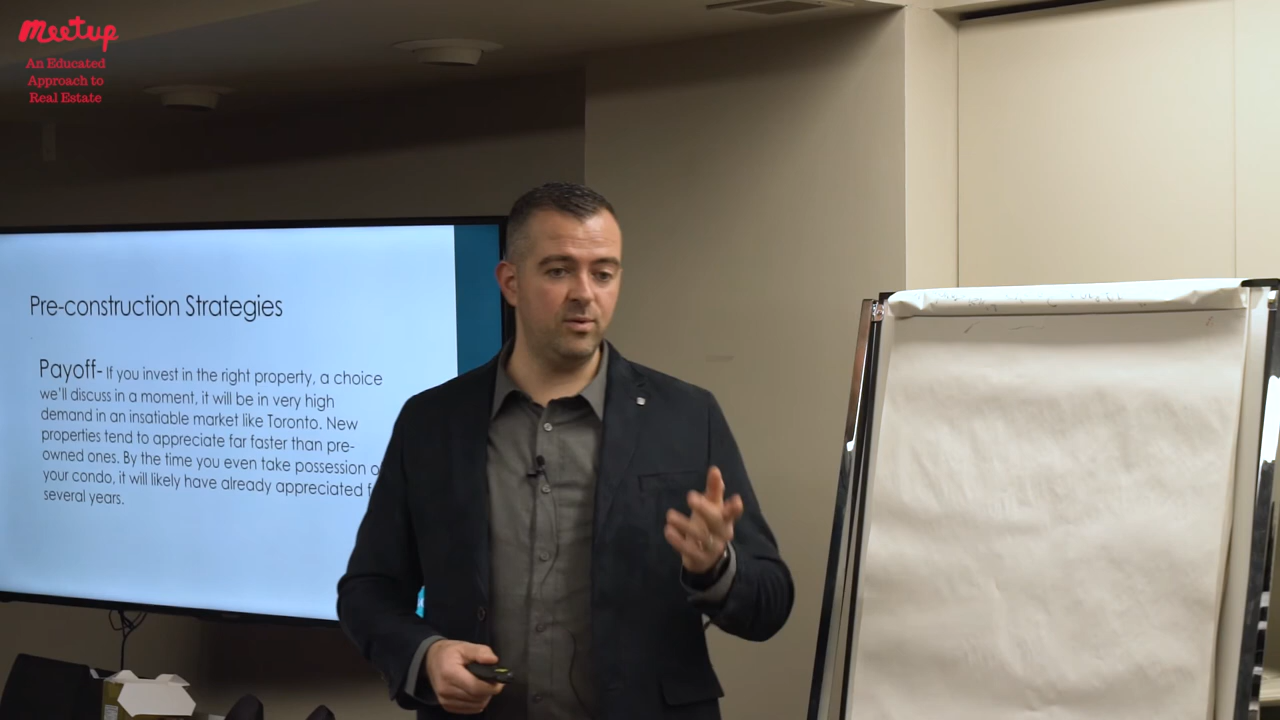 Meetup
An Educated
Approach to
Real Estate
Pre-construction Strategies
Payoff- If you invest in the right property, a choice
we'll discuss in a moment, it will be in very high
demand in an insatiable market like Toronto. New
properties tend to appreciate far faster than pre-
owned ones. By the time you even take possession
your condo, it will likely have already appreciated
several years.